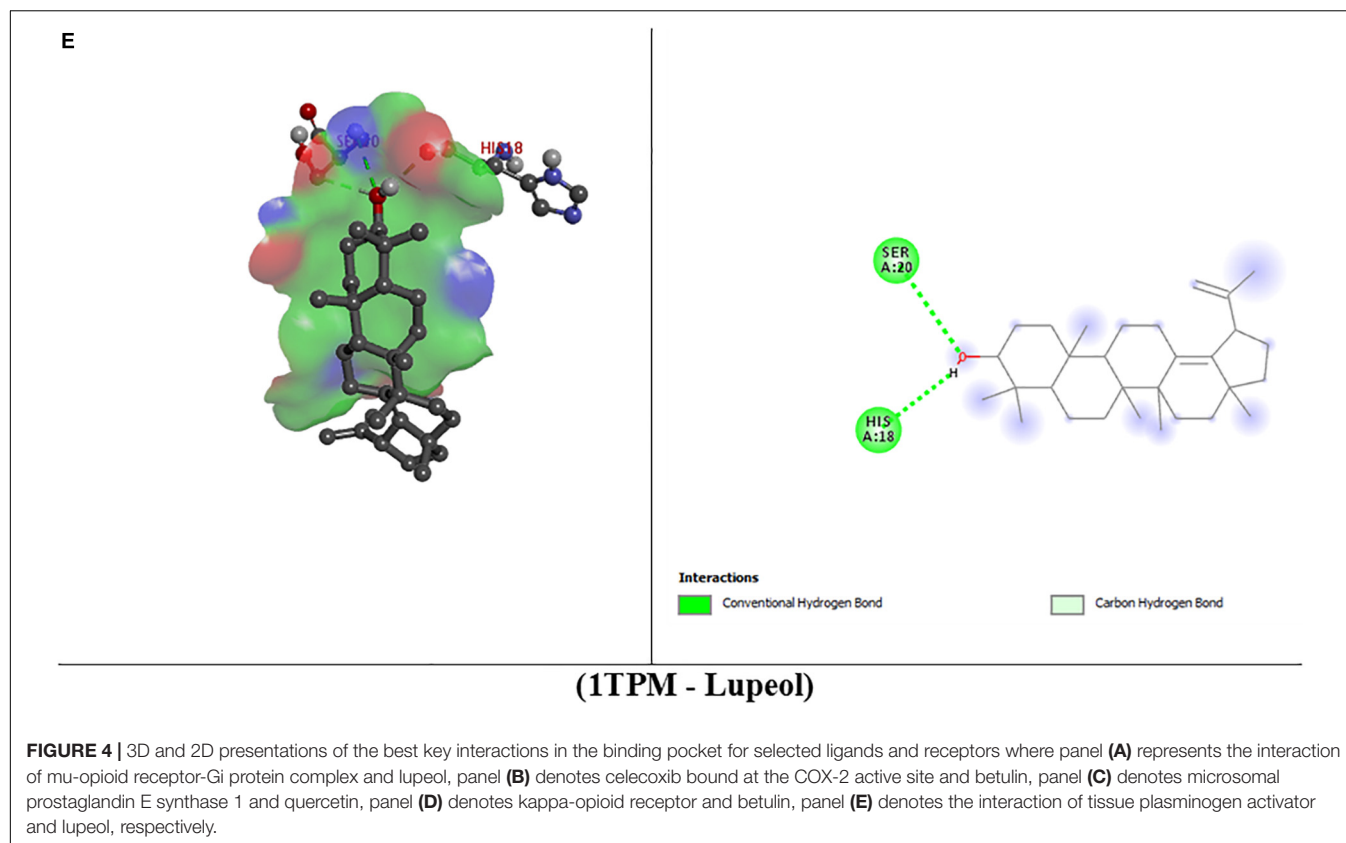 E
HIS18
SER
A:20
O
H
HIS
A:18
Interactions
Conventional Hydrogen Bond
Carbon Hydrogen Bond
(1TPM - Lupeol)
FIGURE 4 | 3D and 2D presentations of the best key interactions in the binding pocket for selected ligands and receptors where panel (A) represents the interaction
of mu-opioid receptor-Gi protein complex and lupeol, panel (B) denotes celecoxib bound at the COX-2 active site and betulin, panel (C) denotes microsomal
prostaglandin E synthase 1 and quercetin, panel (D) denotes kappa-opioid receptor and betulin, panel (E) denotes the interaction of tissue plasminogen activator
and lupeol, respectively.